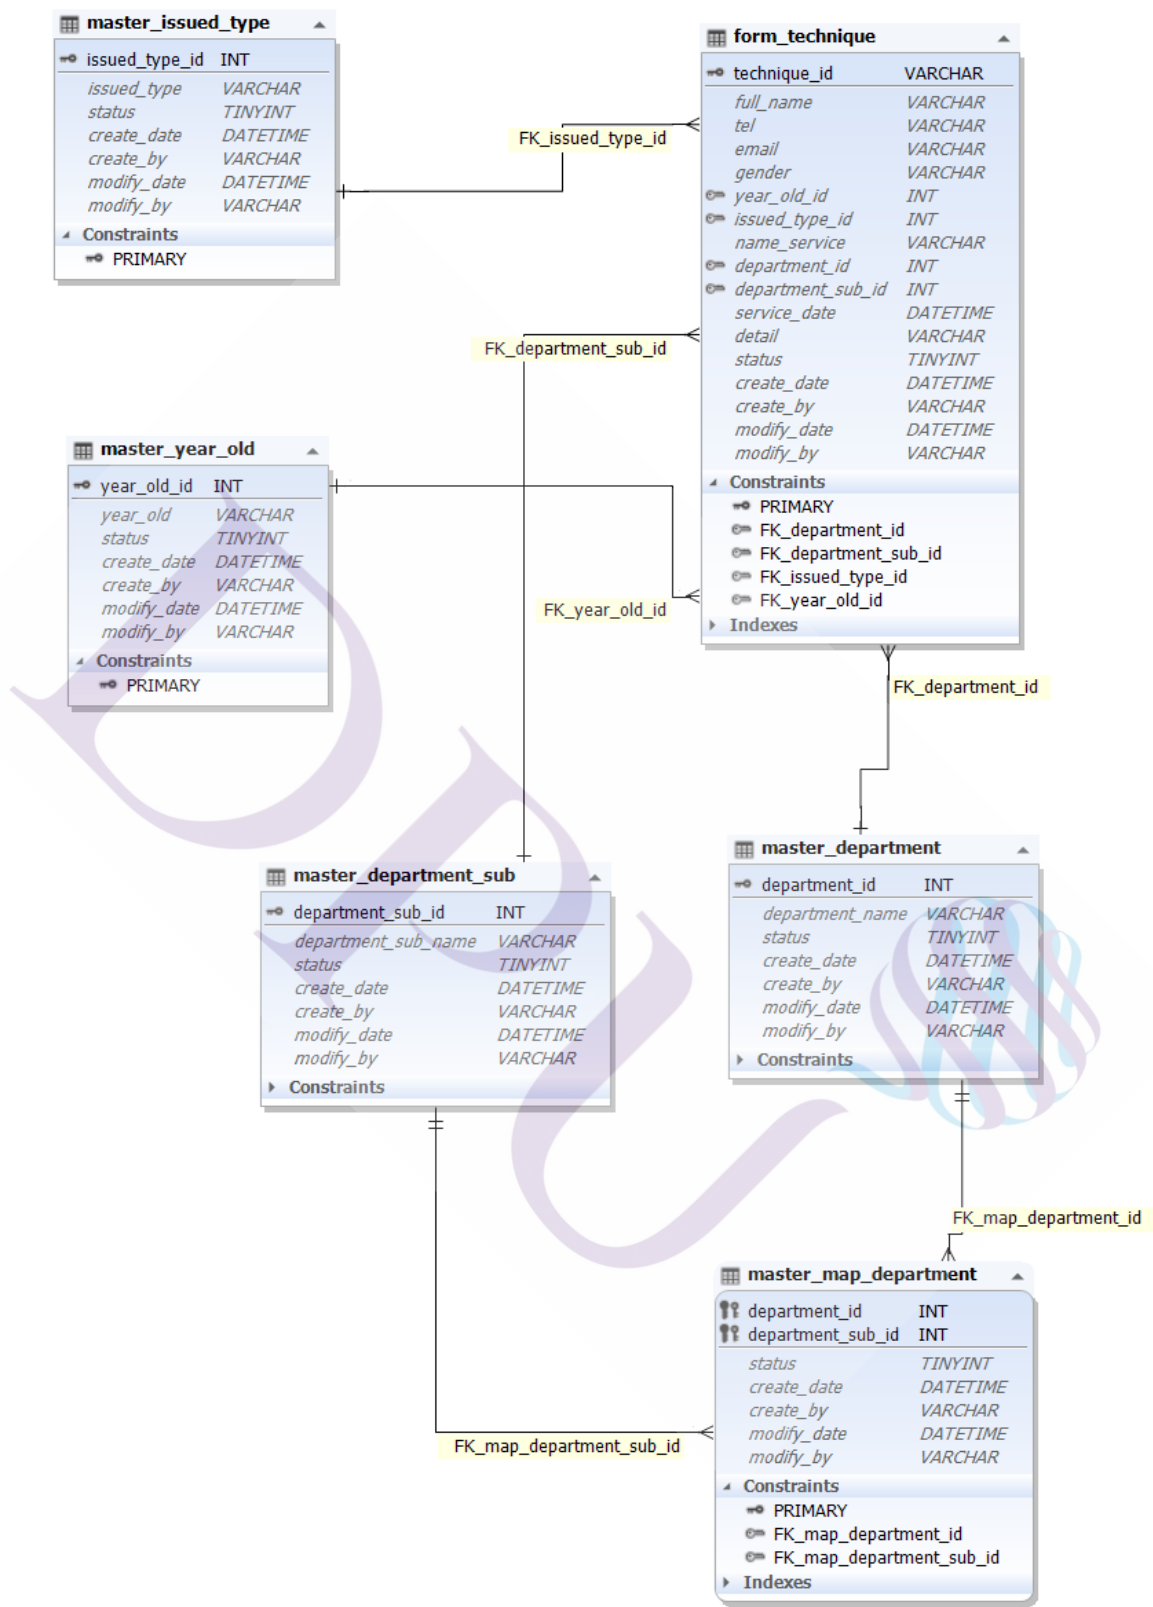 master_issued_type
issued_type_id INT
issued_type VARCHAR
status TINYINT
create_date DATETIME
create_by VARCHAR
modify_date DATETIME
modify_by VARCHAR
Constraints
PRIMARY
form_technique
technique_id VARCHAR
full_name VARCHAR
tel VARCHAR
email VARCHAR
gender VARCHAR
year_old_id INT
issued_type_id INT
name_service VARCHAR
department_id INT
department_sub_id INT
service_date DATETIME
detail VARCHAR
status TINYINT
create_date DATETIME
create_by VARCHAR
modify_date DATETIME
modify_by VARCHAR
Constraints
PRIMARY
FK_department_id
FK_department_sub_id
FK_issued_type_id
FK_year_old_id
Indexes
FK_issued_type_id
FK_department_sub_id
master_year_old
year_old_id INT
year_old VARCHAR
status TINYINT
create_date DATETIME
create_by VARCHAR
modify_date DATETIME
modify_by VARCHAR
Constraints
PRIMARY
FK_year_old_id
FK_department_id
DPU
master_department_sub
department_sub_id INT
department_sub_name VARCHAR
status TINYINT
create_date DATETIME
create_by VARCHAR
modify_date DATETIME
modify_by VARCHAR
Constraints
master_department
department_id INT
department_name VARCHAR
status TINYINT
create_date DATETIME
create_by VARCHAR
modify_date DATETIME
modify_by VARCHAR
Constraints
FK_map_department_id
FK_map_department_sub_id
master_map_department
department_id INT
department_sub_id INT
status TINYINT
create_date DATETIME
create_by VARCHAR
modify_date DATETIME
modify_by VARCHAR
Constraints
PRIMARY
FK_map_department_id
FK_map_department_sub_id
Indexes